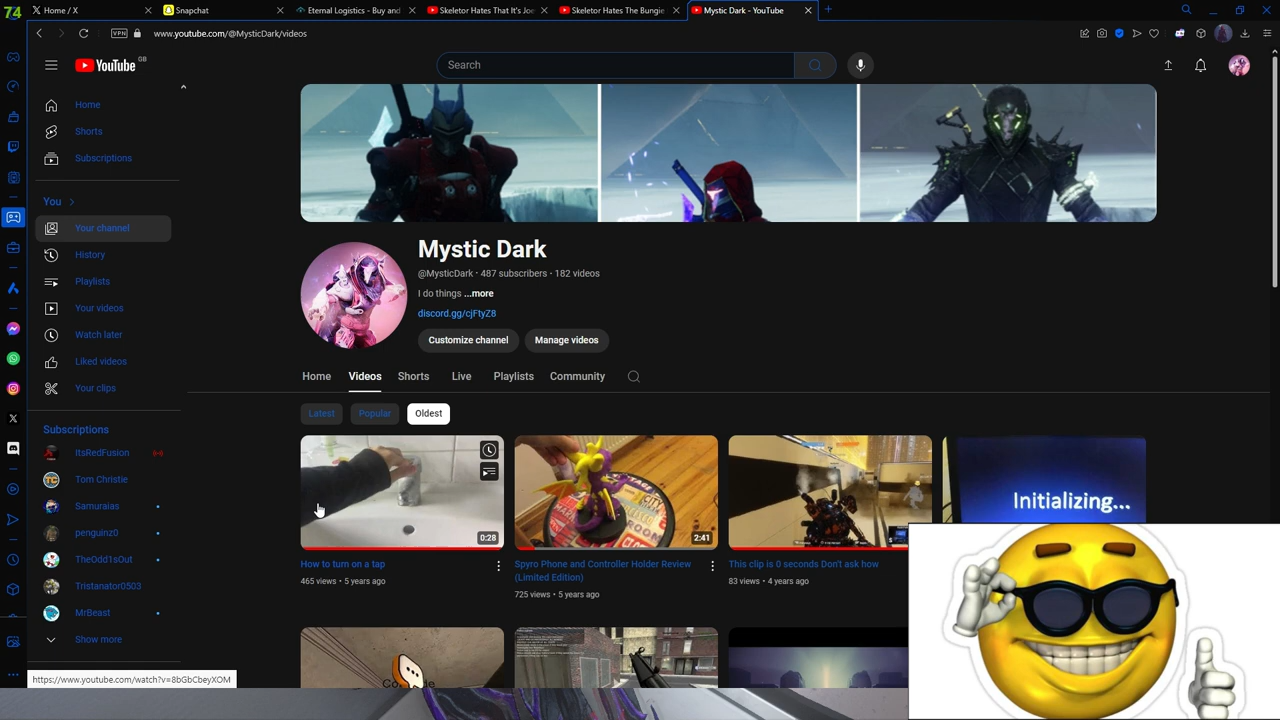 74
Home / X
Snapchat
Eternal Logistics - Buy and
Skeletor Hates That It's Joe
Skeletor Hates The Bungie
Mystic Dark - YouTube
VPN
www.youtube.com/@MysticDark/videos
YouTube GB
Search
Home
Shorts
Subscriptions
You
Your channel
History
Playlists
Your videos
Watch later
Liked videos
Your clips
Subscriptions
ItsRedFusion
Tom Christie
Samuraias
penguinz0
TheOdd1sOut
Tristanator0503
MrBeast
Show more
Mystic Dark
@MysticDark • 487 subscribers • 182 videos
I do things ...more
discord.gg/cjFtyZ8
Customize channel
Manage videos
Home
Videos
Shorts
Live
Playlists
Community
Latest
Popular
Oldest
0:28
How to turn on a tap
465 views • 5 years ago
2:41
Spyro Phone and Controller Holder Review
(Limited Edition)
725 views • 5 years ago
This clip is 0 seconds Don't ask how
83 views • 4 years ago
Initializing...
https://www.youtube.com/watch?v=8bGbCbeyXOM